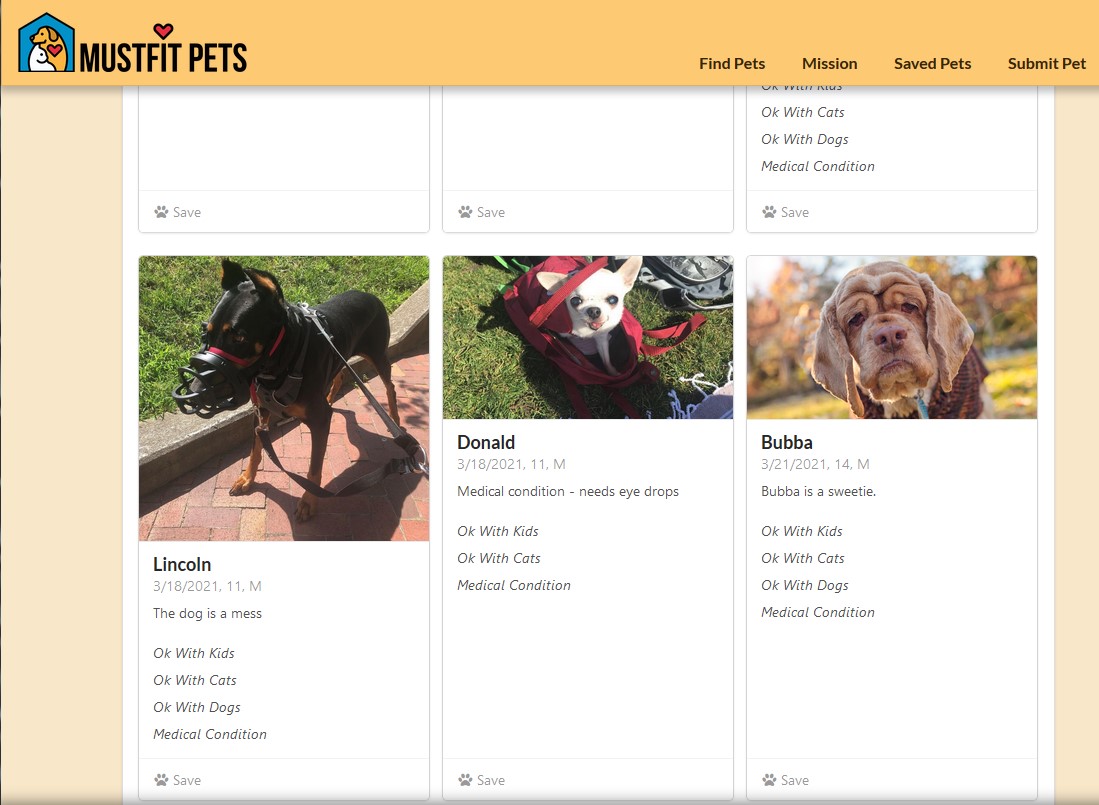 MUSTFIT PETS
Find Pets Mission Saved Pets Submit Pet
Ok With Kids
Ok With Cats
Ok With Dogs
Medical Condition
Save
Save
Save
Lincoln
3/18/2021, 11, M
The dog is a mess
Ok With Kids
Ok With Cats
Ok With Dogs
Medical Condition
Save
Donald
3/18/2021, 11, M
Medical condition - needs eye drops
Ok With Kids
Ok With Cats
Medical Condition
Save
Bubba
3/21/2021, 14, M
Bubba is a sweetie.
Ok With Kids
Ok With Cats
Ok With Dogs
Medical Condition
Save